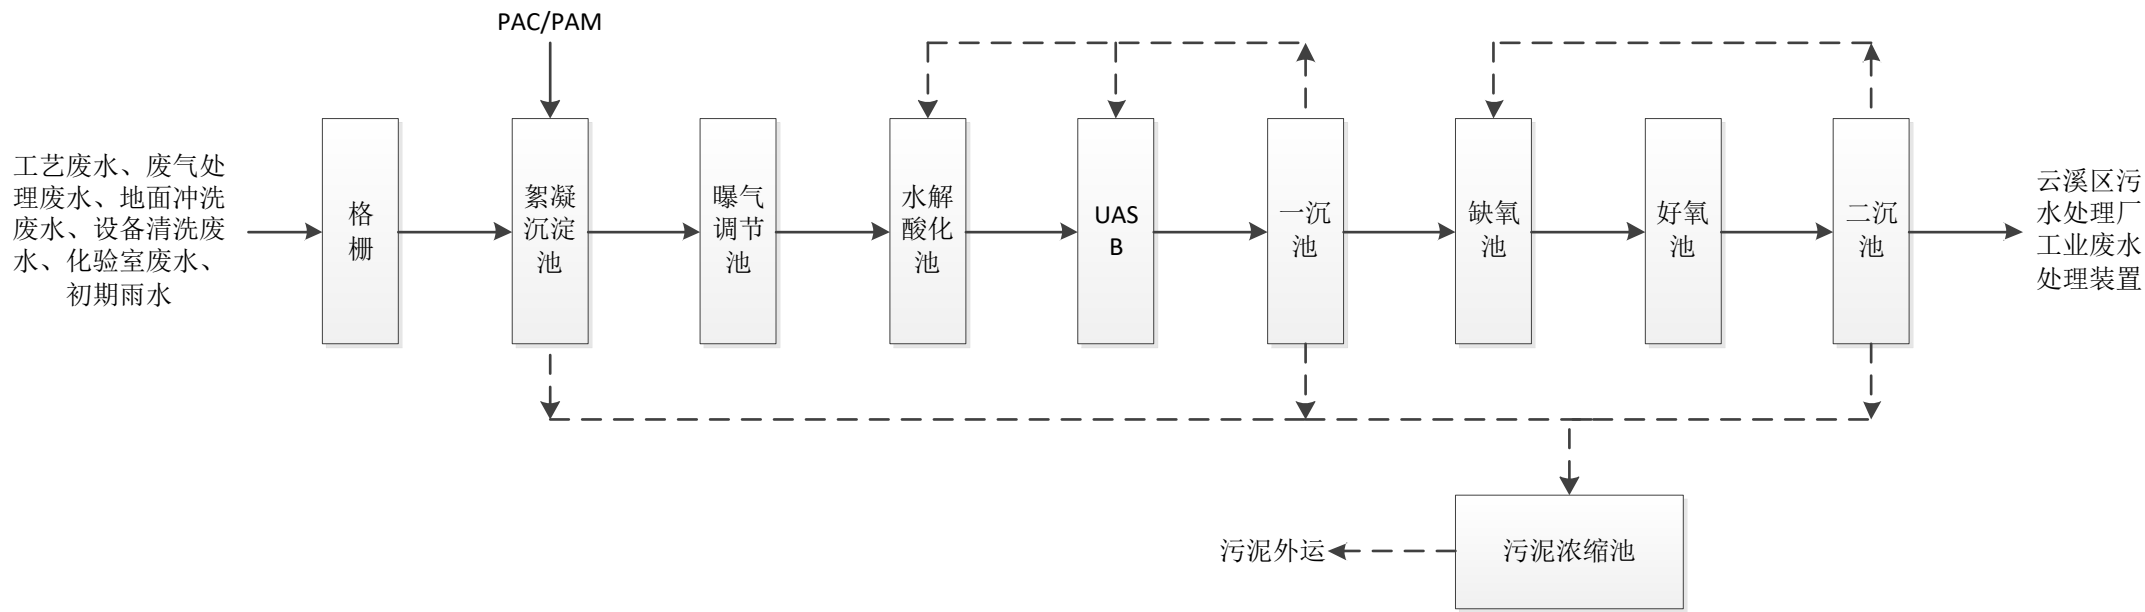 PAC/PAM
工艺废水、废气处
理废水、地面冲洗
废水、设备清洗废
水、化验室废水、
初期雨水
格
栅
絮凝
沉淀
池
曝气
调节
池
水解
酸化
池
UAS
B
一沉
池
缺氧
池
好氧
池
二沉
池
云溪区污
水处理厂
工业废水
处理装置
污泥外运
污泥浓缩池